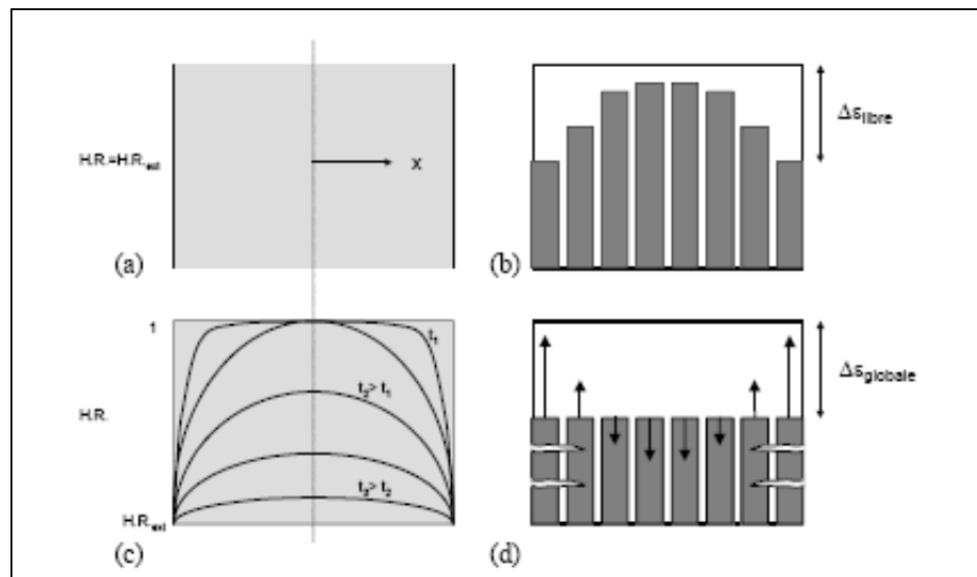 H.R.=H.R.ext
x
(a)
Δεlibre
(b)
1
t1
t2> t1
H.R.
t3> t2
H.R.ext
(c)
Δεglobale
(d)